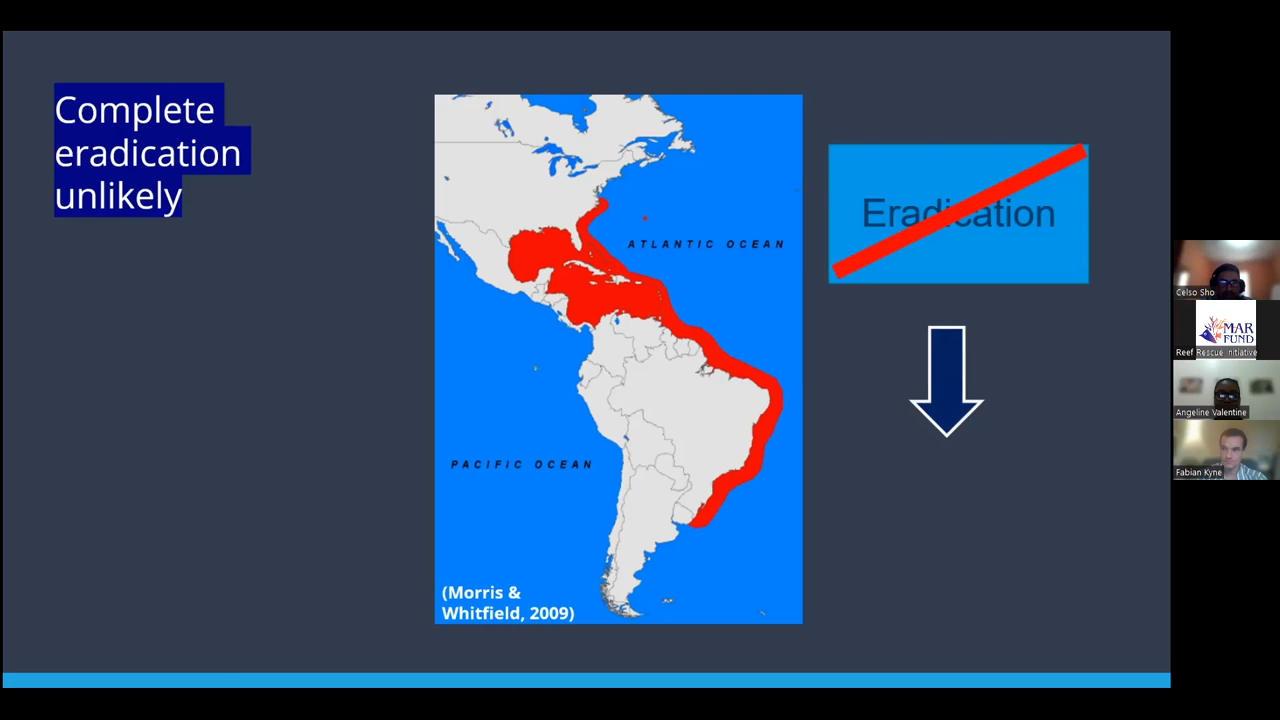 Complete
eradication
unlikely
ATLANTIC OCEAN
PACIFIC OCEAN
(Morris &
Whitfield, 2009)
Eradication
Celso Sho
MAR
FUND
Reef Rescue Initiative
Angeline Valentine
Fabian Kyne